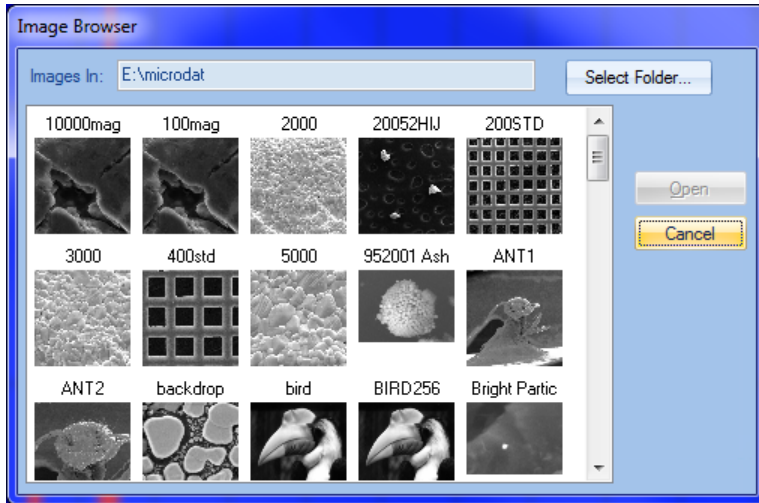 Image Browser
Images In: E:\microdat Select Folder...
10000mag 100mag 2000 20052HIJ 200STD
Open
Cancel
3000 400std 5000 952001 Ash ANT1
ANT2 backdrop bird BIRD256 Bright Partic